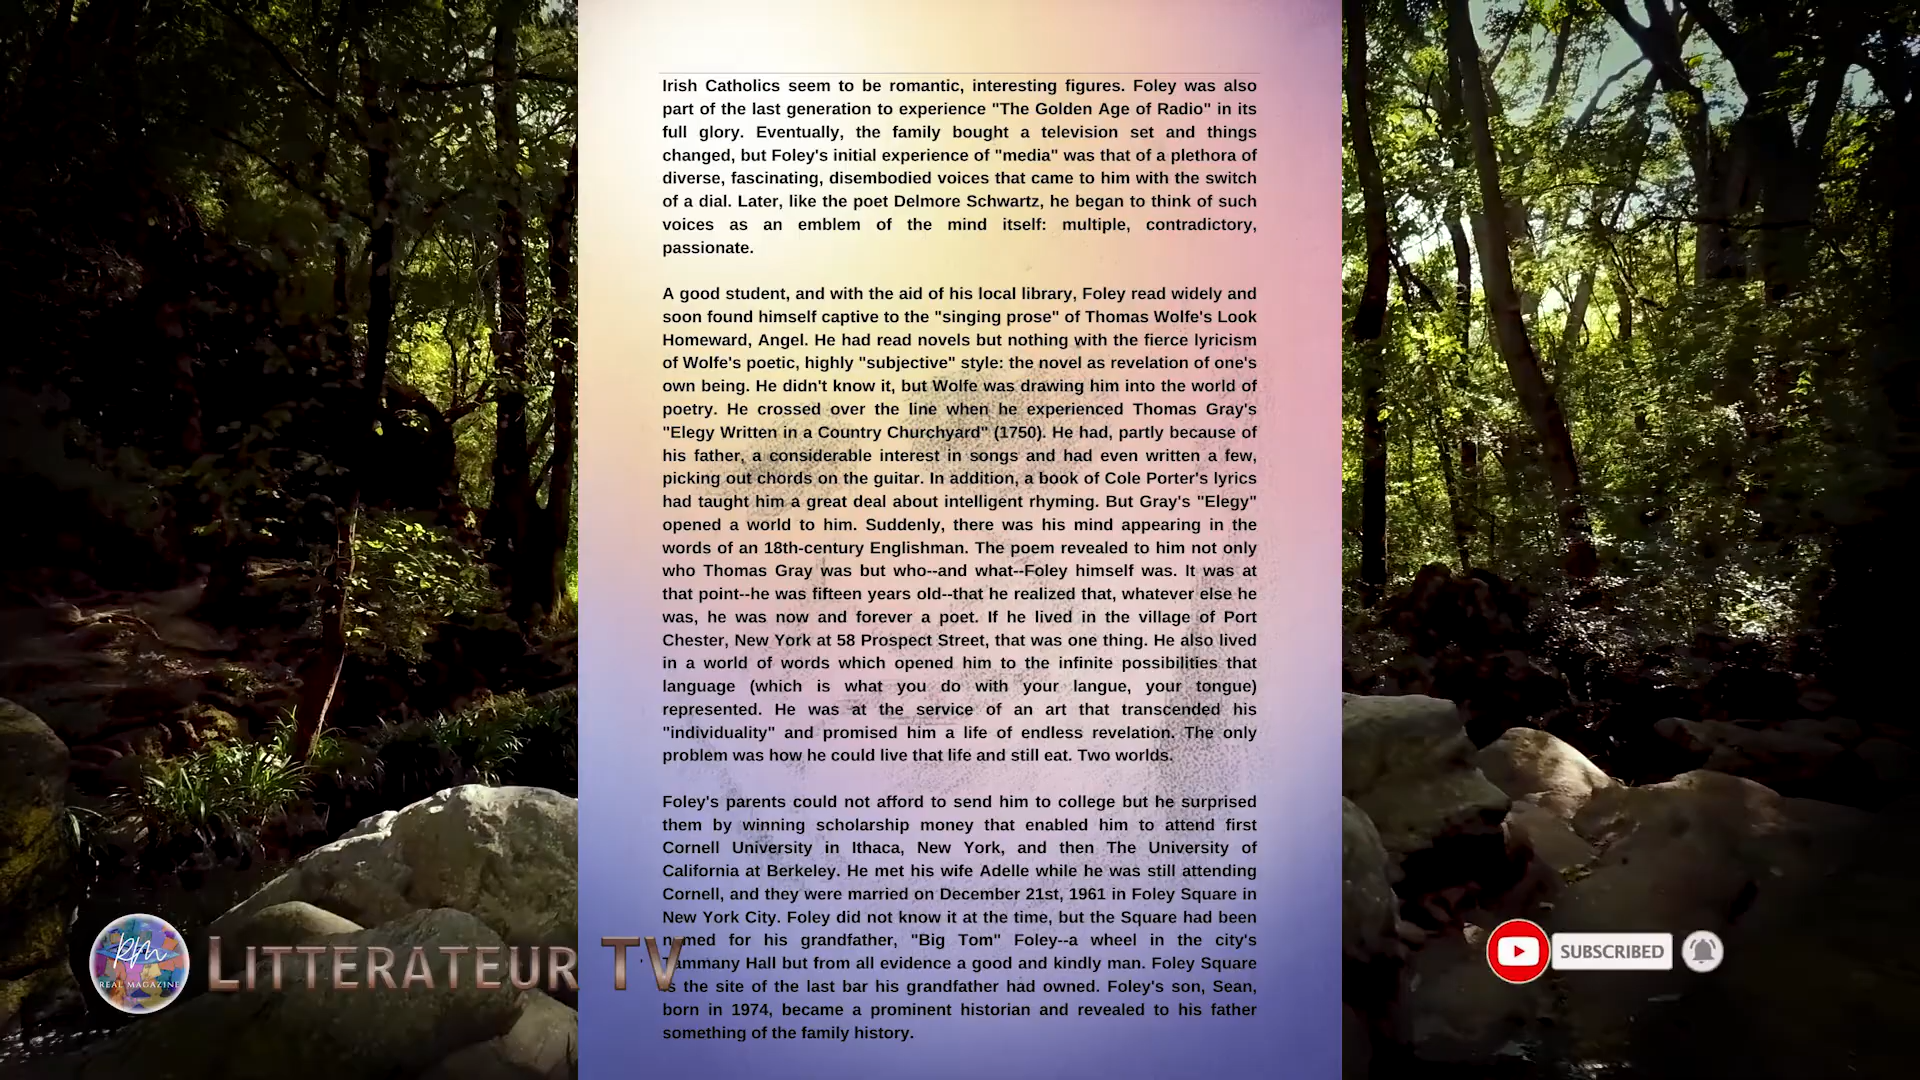 Irish Catholics seem to be romantic, interesting figures. Foley was also
part of the last generation to experience "The Golden Age of Radio" in its
full glory. Eventually, the family bought a television set and things
changed, but Foley's initial experience of "media" was that of a plethora of
diverse, fascinating, disembodied voices that came to him with the switch
of a dial. Later, like the poet Delmore Schwartz, he began to think of such
voices as an emblem of the mind itself: multiple, contradictory,
passionate.
A good student, and with the aid of his local library, Foley read widely and
soon found himself captive to the "singing prose" of Thomas Wolfe's Look
Homeward, Angel. He had read novels but nothing with the fierce lyricism
of Wolfe's poetic, highly "subjective" style: the novel as revelation of one's
own being. He didn't know it, but Wolfe was drawing him into the world of
poetry. He crossed over the line when he experienced Thomas Gray's
"Elegy Written in a Country Churchyard" (1750). He had, partly because of
his father, a considerable interest in songs and had even written a few,
picking out chords on the guitar. In addition, a book of Cole Porter's lyrics
had taught him a great deal about intelligent rhyming. But Gray's "Elegy"
opened a world to him. Suddenly, there was his mind appearing in the
words of an 18th-century Englishman. The poem revealed to him not only
who Thomas Gray was but who--and what--Foley himself was. It was at
that point--he was fifteen years old--that he realized that, whatever else he
was, he was now and forever a poet. If he lived in the village of Port
Chester, New York at 58 Prospect Street, that was one thing. He also lived
in a world of words which opened him to the infinite possibilities that
language (which is what you do with your langue, your tongue)
represented. He was at the service of an art that transcended his
"individuality" and promised him a life of endless revelation. The only
problem was how he could live that life and still eat. Two worlds.
Foley's parents could not afford to send him to college but he surprised
them by winning scholarship money that enabled him to attend first
Cornell University in Ithaca, New York, and then The University of
California at Berkeley. He met his wife Adelle while he was still attending
Cornell, and they were married on December 21st, 1961 in Foley Square in
New York City. Foley did not know it at the time, but the Square had been
named for his grandfather, "Big Tom" Foley--a wheel in the city's
Tammany Hall but from all evidence a good and kindly man. Foley Square
is the site of the last bar his grandfather had owned. Foley's son, Sean,
born in 1974, became a prominent historian and revealed to his father
something of the family history.
RM
REAL MAGAZINE
LITTERATEUR TV
SUBSCRIBED